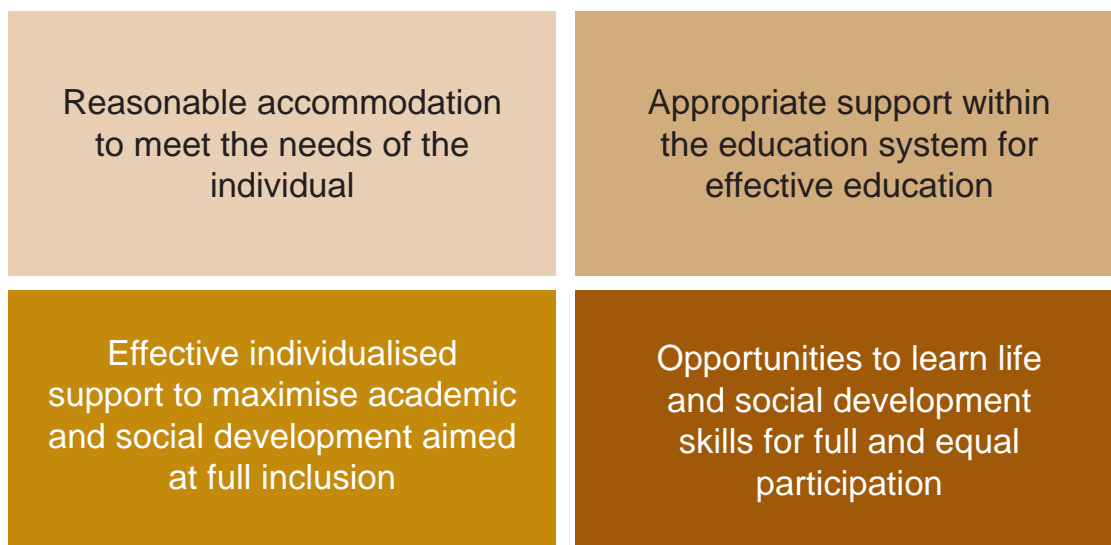 Reasonable accommodation
to meet the needs of the
individual
Appropriate support within
the education system for
effective education
Effective individualised
support to maximise academic
and social development aimed
at full inclusion
Opportunities to learn life
and social development
skills for full and equal
participation